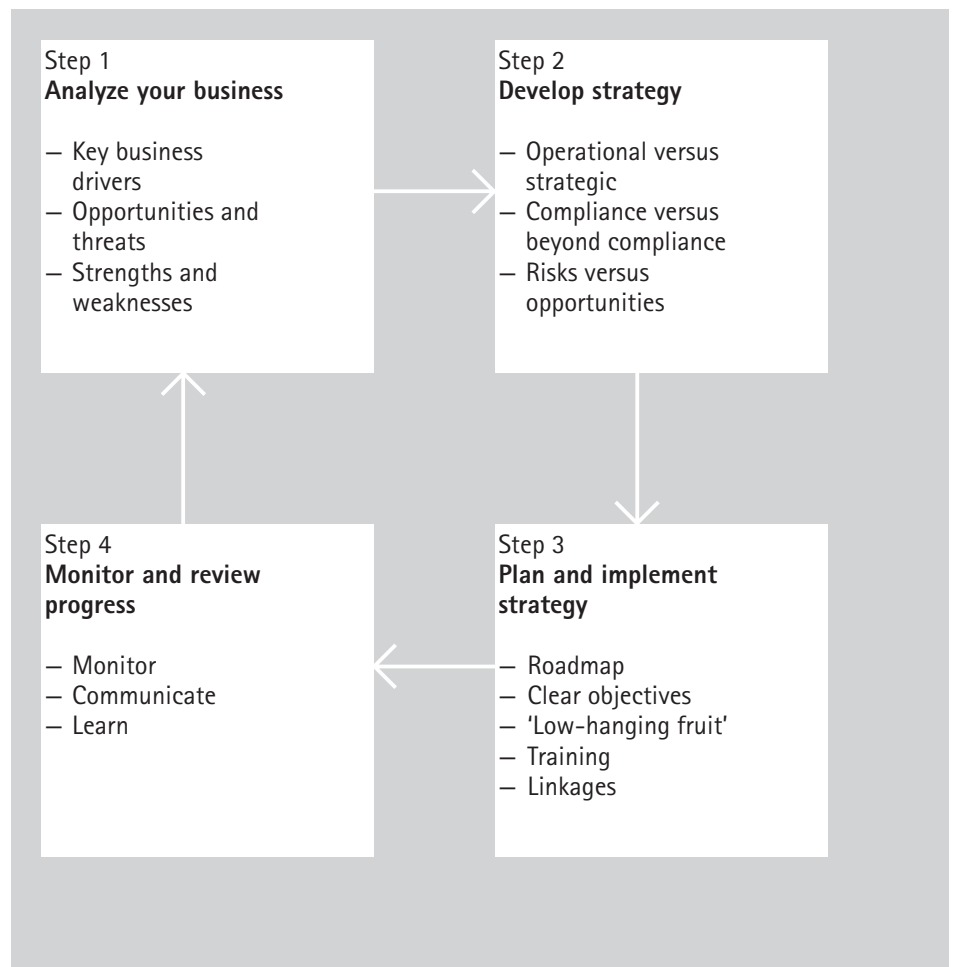 Step 1
Analyze your business
— Key business
drivers
— Opportunities and
threats
— Strengths and
weaknesses
Step 2
Develop strategy
— Operational versus
strategic
— Compliance versus
beyond compliance
— Risks versus
opportunities
Step 3
Plan and implement
strategy
— Roadmap
— Clear objectives
— ‘Low-hanging fruit’
— Training
— Linkages
Step 4
Monitor and review
progress
— Monitor
— Communicate
— Learn